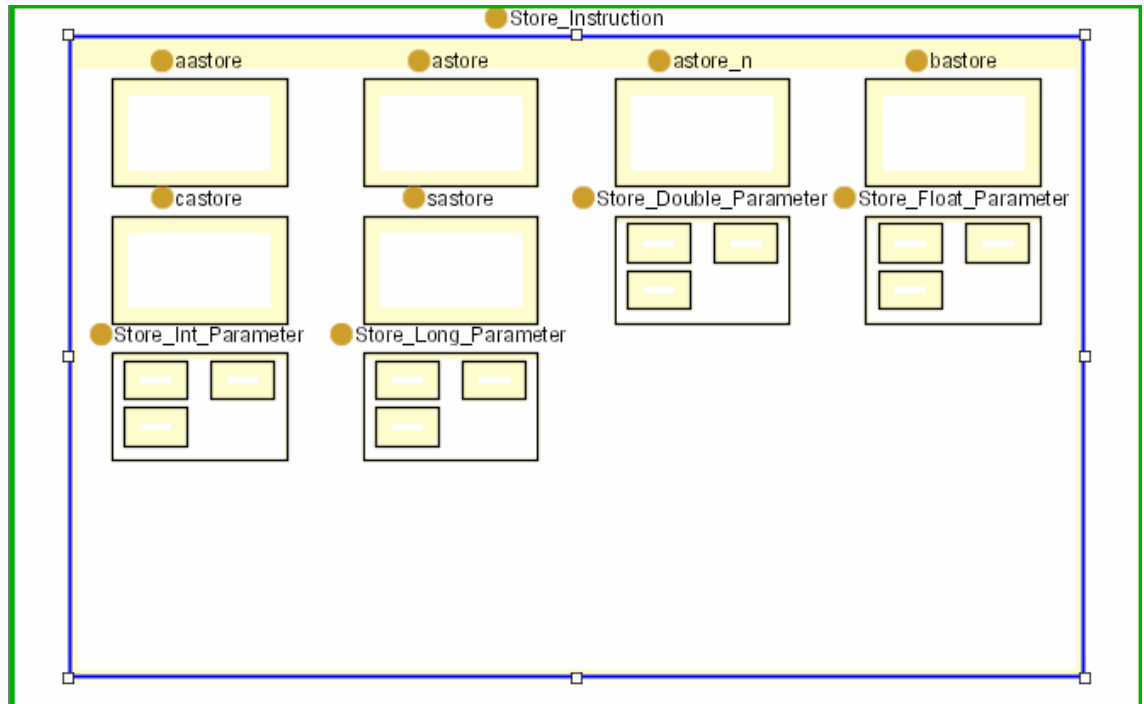 Store_Instruction
aastore astore astore_n bastore
castore sastore Store_Double_Parameter Store_Float_Parameter
Store_Int_Parameter Store_Long_Parameter